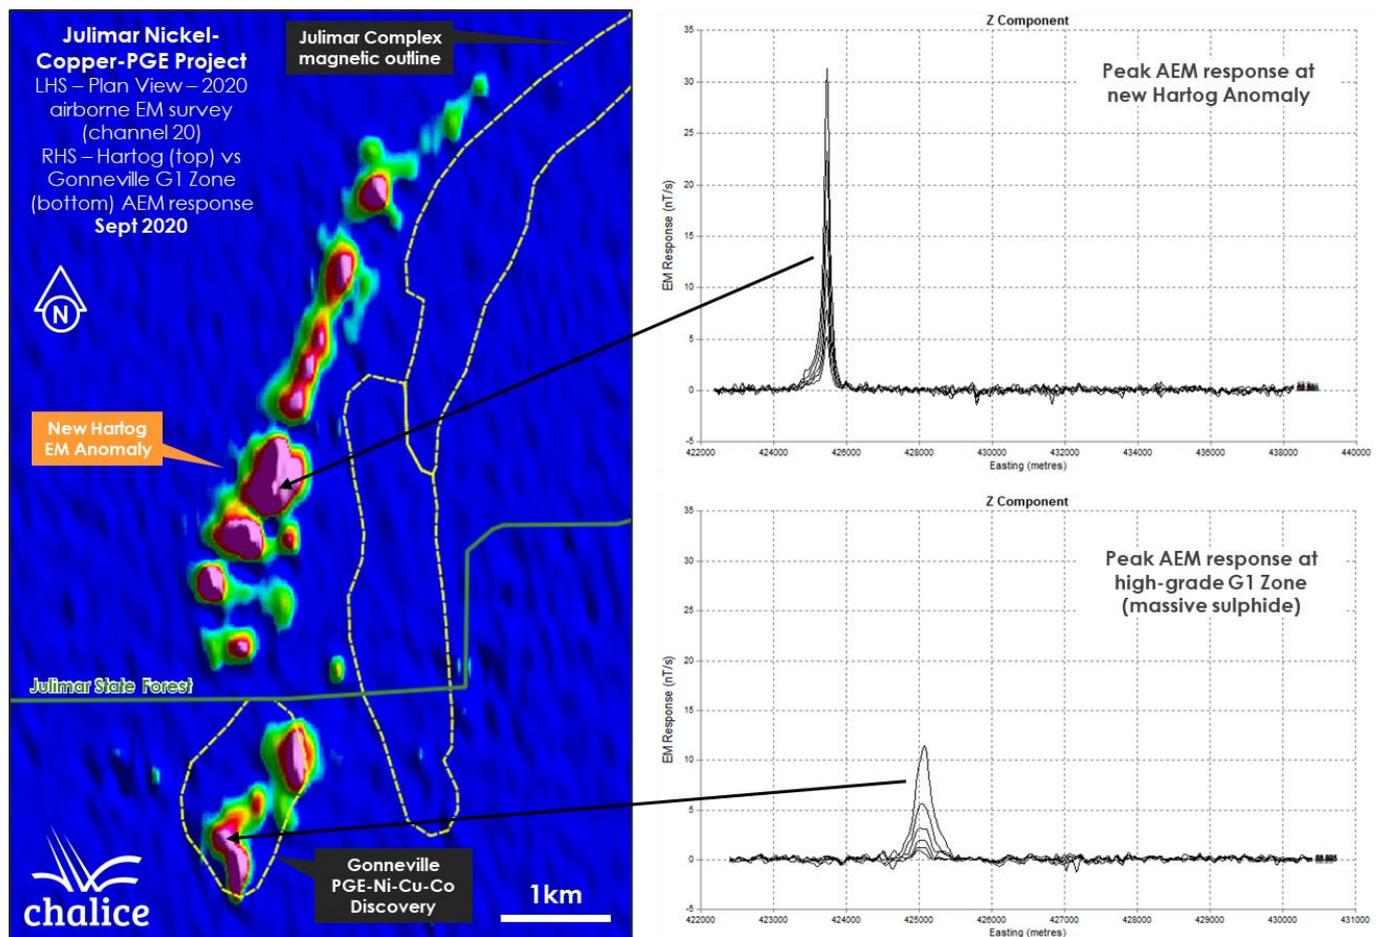 Julimar Nickel-
Copper-PGE Project
LHS – Plan View – 2020
airborne EM survey
(channel 20)
RHS – Hartog (top) vs
Gonneville G1 Zone
(bottom) AEM response
Sept 2020
N
Julimar Complex
magnetic outline
New Hartog
EM Anomaly
Julimar State Forest
Gonneville
PGE-Ni-Cu-Co
Discovery
1km
chalice
Z Component
Peak AEM response at
new Hartog Anomaly
EM Response (nT/s)
35
30
25
20
15
10
5
0
-5
422000 424000 426000 428000 430000 432000 434000 436000 438000 440000
Easting (metres)
Z Component
Peak AEM response at
high-grade G1 Zone
(massive sulphide)
EM Response (nT/s)
35
30
25
20
15
10
5
0
-5
422000 423000 424000 425000 426000 427000 428000 429000 430000 431000
Easting (metres)